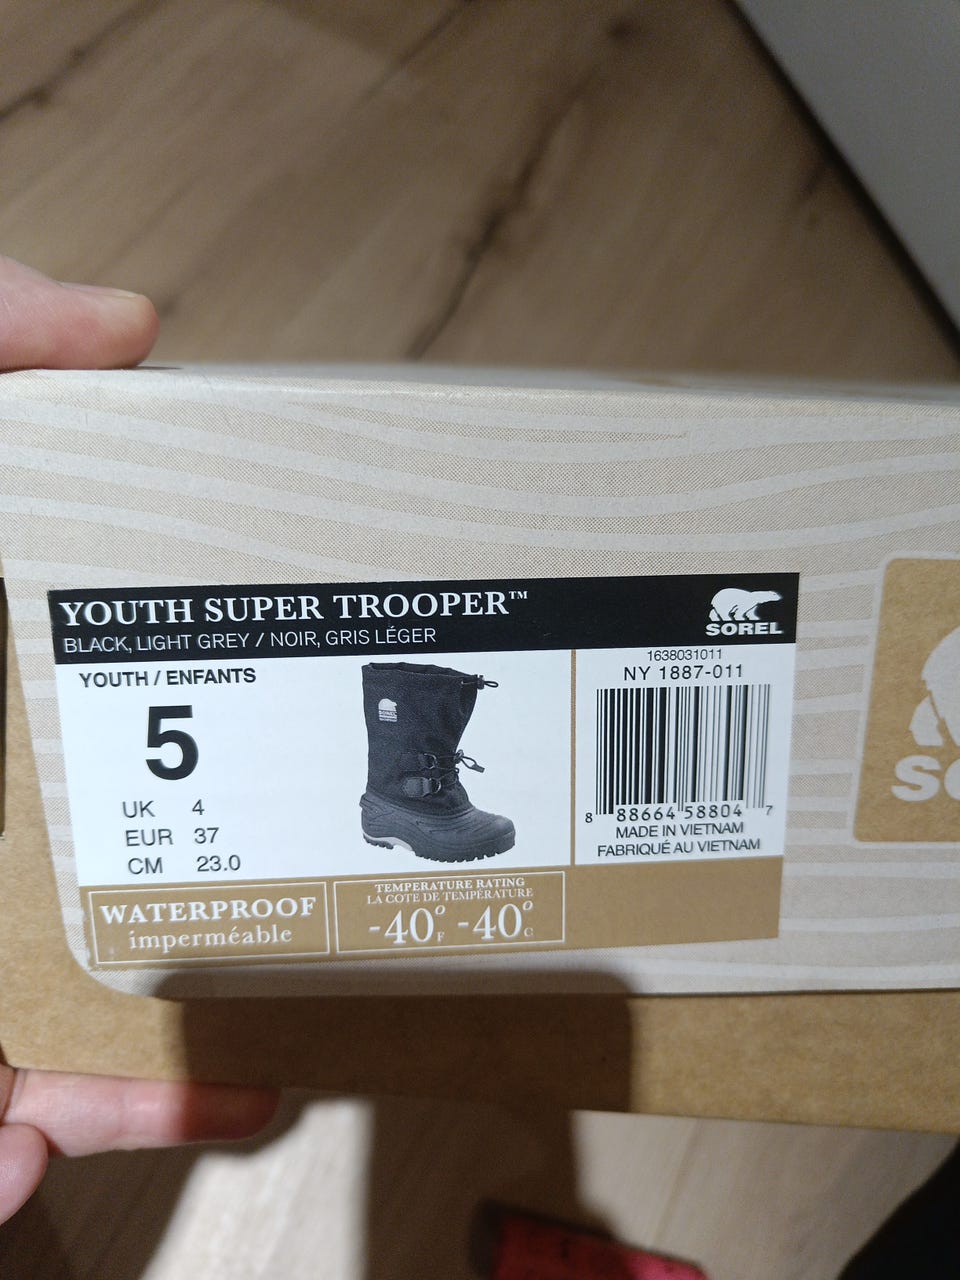 YOUTH SUPER TROOPER™
BLACK, LIGHT GREY / NOIR, GRIS LÉGER
SOREL
YOUTH / ENFANTS
5
UK 4
EUR 37
CM 23.0
SOREL
1638031011
NY 1887-011
8 88664 58804 7
MADE IN VIETNAM
FABRIQUÉ AU VIETNAM
WATERPROOF
imperméable
TEMPERATURE RATING
LA COTE DE TEMPÉRATURE
-40°F -40°C
SO